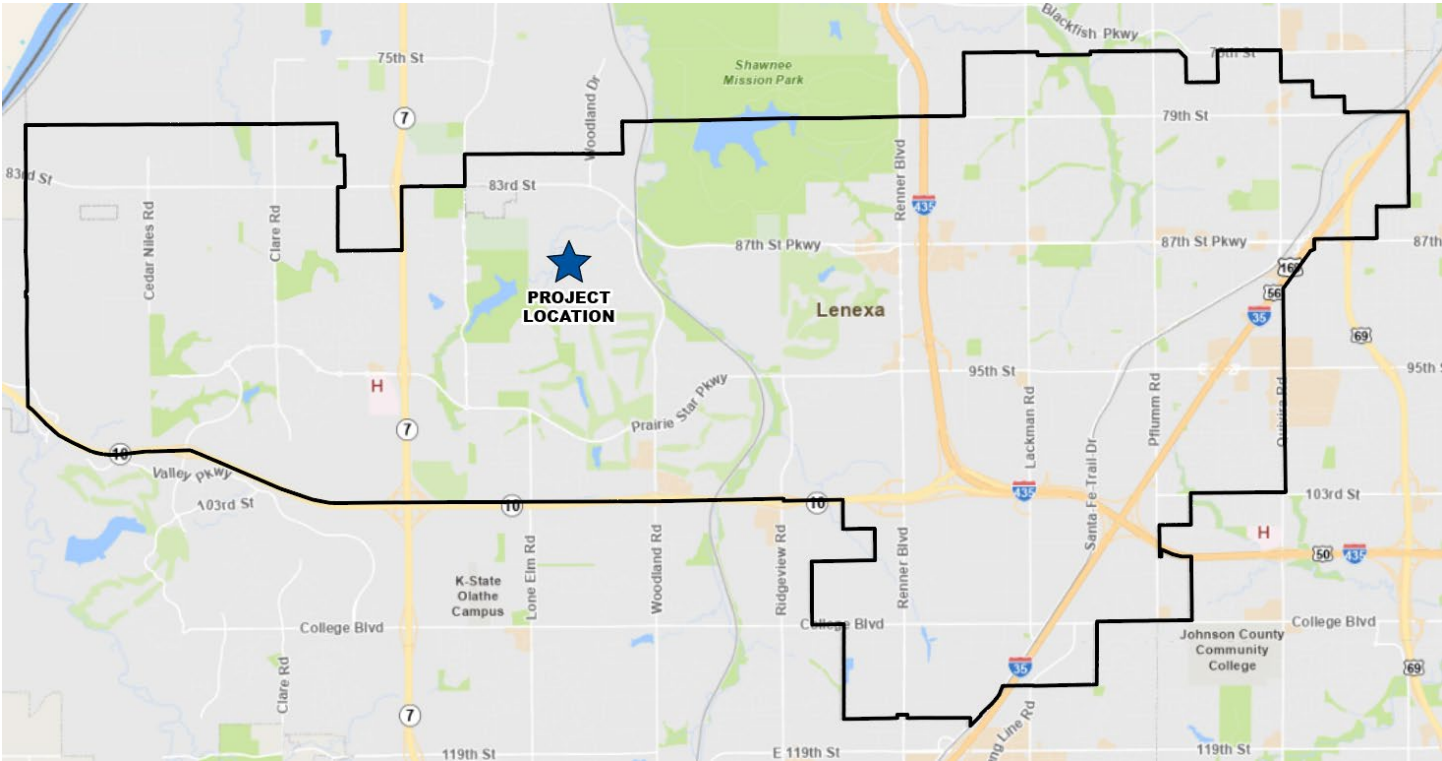 Blackfish Pkwy
75th St
75th St
Shawnee
Mission Park
Woodland Dr
7
79th St
83rd St
83rd St
Cedar Niles Rd
Clare Rd
Renner Blvd
435
87th St Pkwy
87th St Pkwy
87th
PROJECT
LOCATION
Lenexa
169
56
35
69
H
7
95th St
95th S
Prairie Star Pkwy
Lackman Rd
Pflumm Rd
Quivira Rd
Santa Fe Trail Dr
10
Valley Pkwy
103rd St
10
10
435
103rd St
H
50
435
K-State
Olathe
Campus
Lone Elm Rd
Woodland Rd
Ridgeview Rd
Renner Blvd
College Blvd
College Blvd
College Blvd
Johnson County
Community
College
Clare Rd
35
69
7
ng Line Rd
119th St
E 119th St
119th St